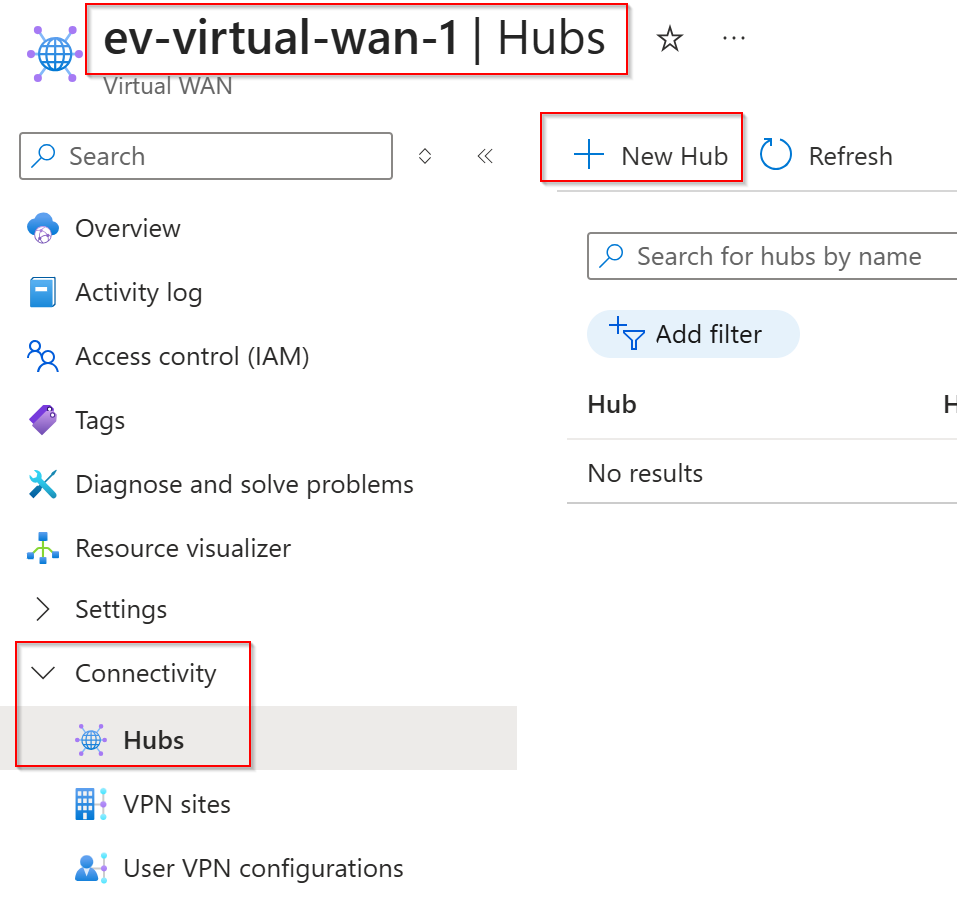 ev-virtual-wan-1 | Hubs
Virtual WAN
Search
New Hub
Refresh
Overview
Activity log
Access control (IAM)
Tags
Diagnose and solve problems
Resource visualizer
Settings
Connectivity
Hubs
VPN sites
User VPN configurations
Search for hubs by name
Add filter
Hub H
No results